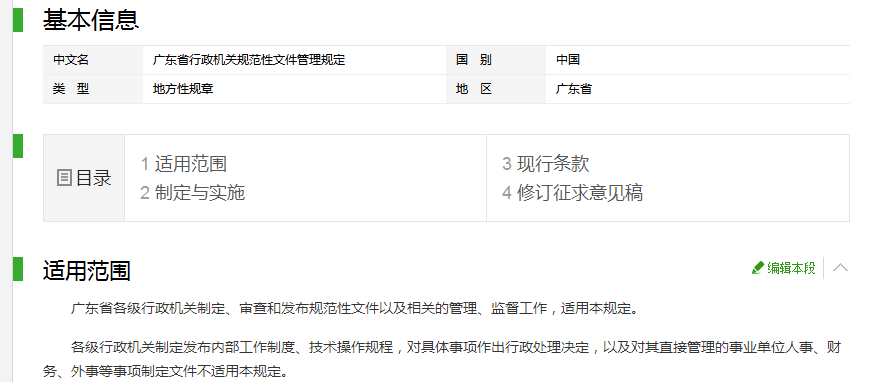 基本信息
中文名 广东省行政机关规范性文件管理规定 国 别 中国
类 型 地方性规章 地 区 广东省
目录
1 适用范围 3 现行条款
2 制定与实施 4 修订征求意见稿
适用范围 编辑本段
广东省各级行政机关制定、审查和发布规范性文件以及相关的管理、监督工作，适用本规定。
各级行政机关制定发布内部工作制度、技术操作规程，对具体事项作出行政处理决定，以及对其直接管理的事业单位人事、财
务、外事等事项制定文件不适用本规定。